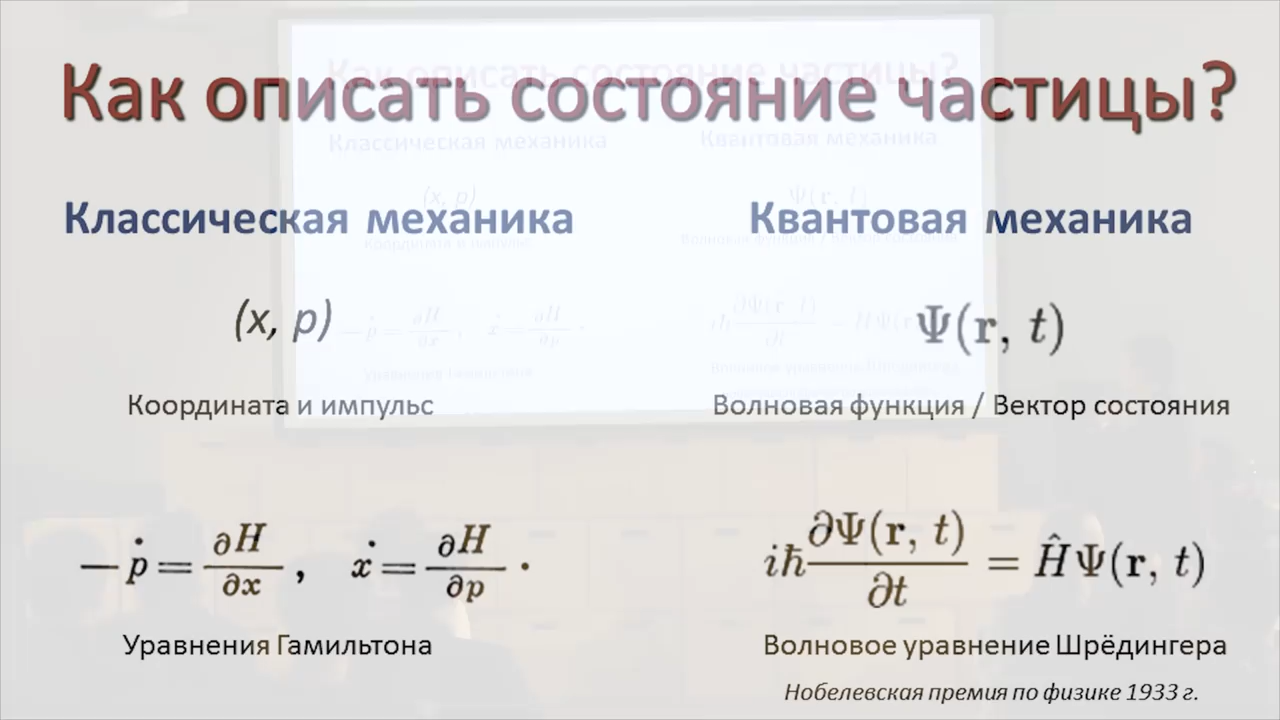 Как описать состояние частицы?
Классическая механика
(x, p)
Координата и импульс
−ṗ = ∂H/∂x, ẋ = ∂H/∂p.
Уравнения Гамильтона
Квантовая механика
Ψ(r, t)
Волновая функция / Вектор состояния
iħ ∂Ψ(r, t)/∂t = ĤΨ(r, t)
Волновое уравнение Шрёдингера
Нобелевская премия по физике 1933 г.